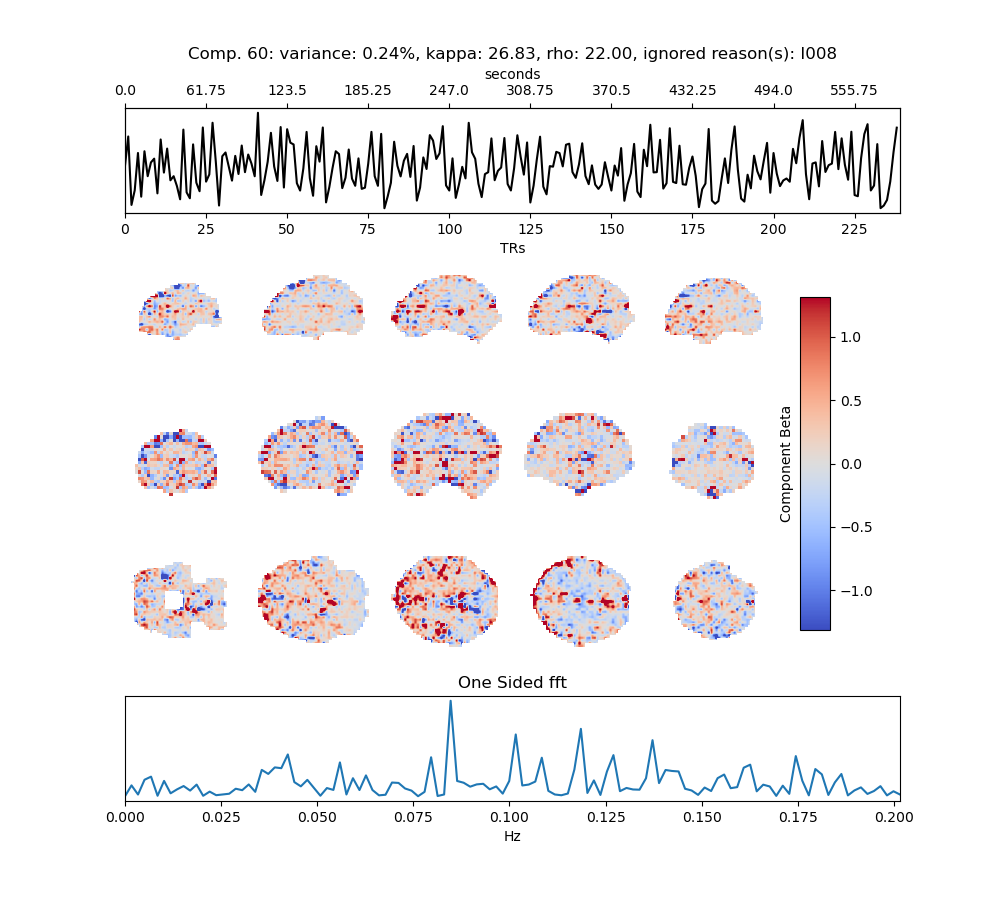 Comp. 60: variance: 0.24%, kappa: 26.83, rho: 22.00, ignored reason(s): I008
seconds
0.0 61.75 123.5 185.25 247.0 308.75 370.5 432.25 494.0 555.75
0 25 50 75 100 125 150 175 200 225
TRs
1.0
0.5
0.0
−0.5
−1.0
Component Beta
One Sided fft
0.000 0.025 0.050 0.075 0.100 0.125 0.150 0.175 0.200
Hz